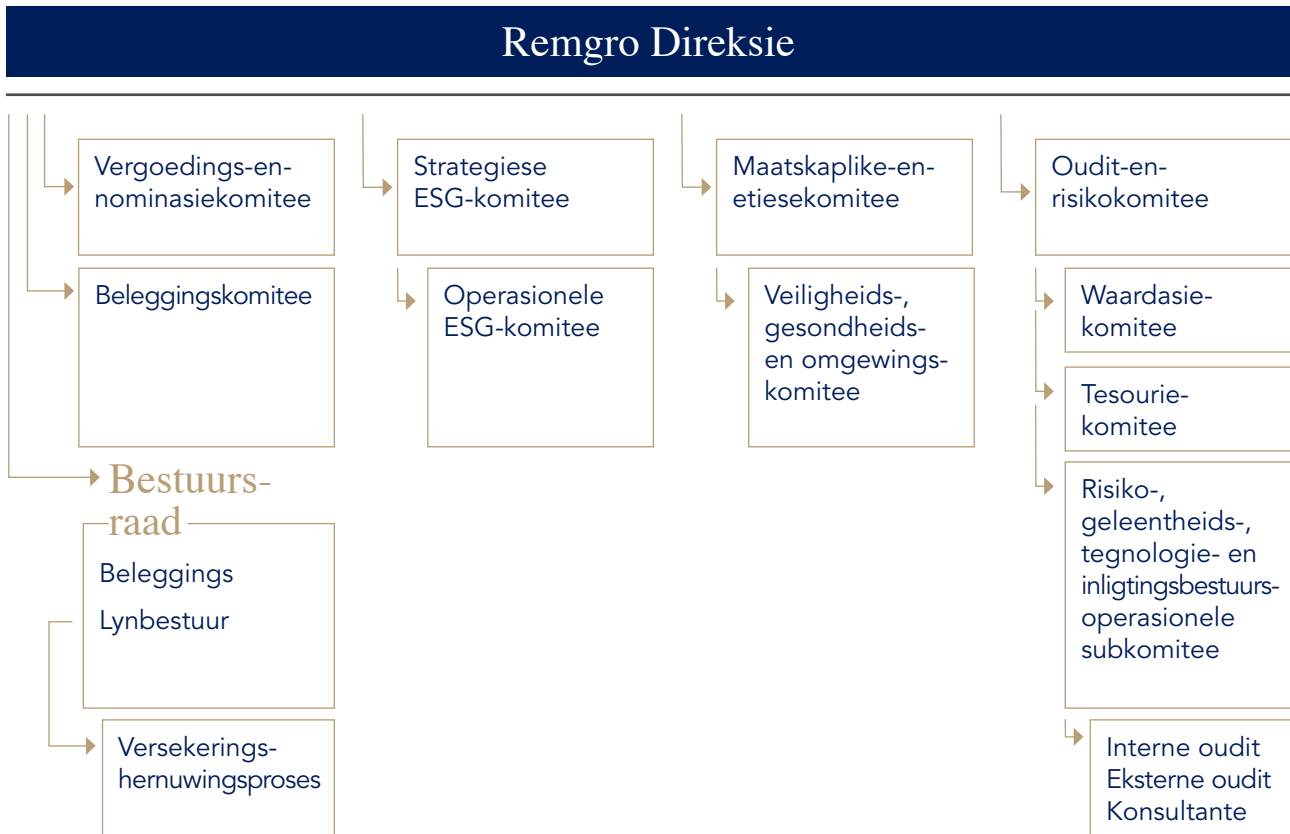 Remgro Direksie
Vergoedings-en-
nominasiekomitee
Beleggingskomitee
Bestuurs-
raad
Beleggings
Lynbestuur
Versekerings-
hernuwingsproses
Strategiese
ESG-komitee
Operasionele
ESG-komitee
Maatskaplike-en-
etiesekomitee
Veiligheids-,
gesondheids-
en omgewings-
komitee
Oudit-en-
risikokomitee
Waardasie-
komitee
Tesourie-
komitee
Risiko-,
geleentheids-,
tegnologie- en
inligtingsbestuurs-
operasionele
subkomitee
Interne oudit
Eksterne oudit
Konsultante